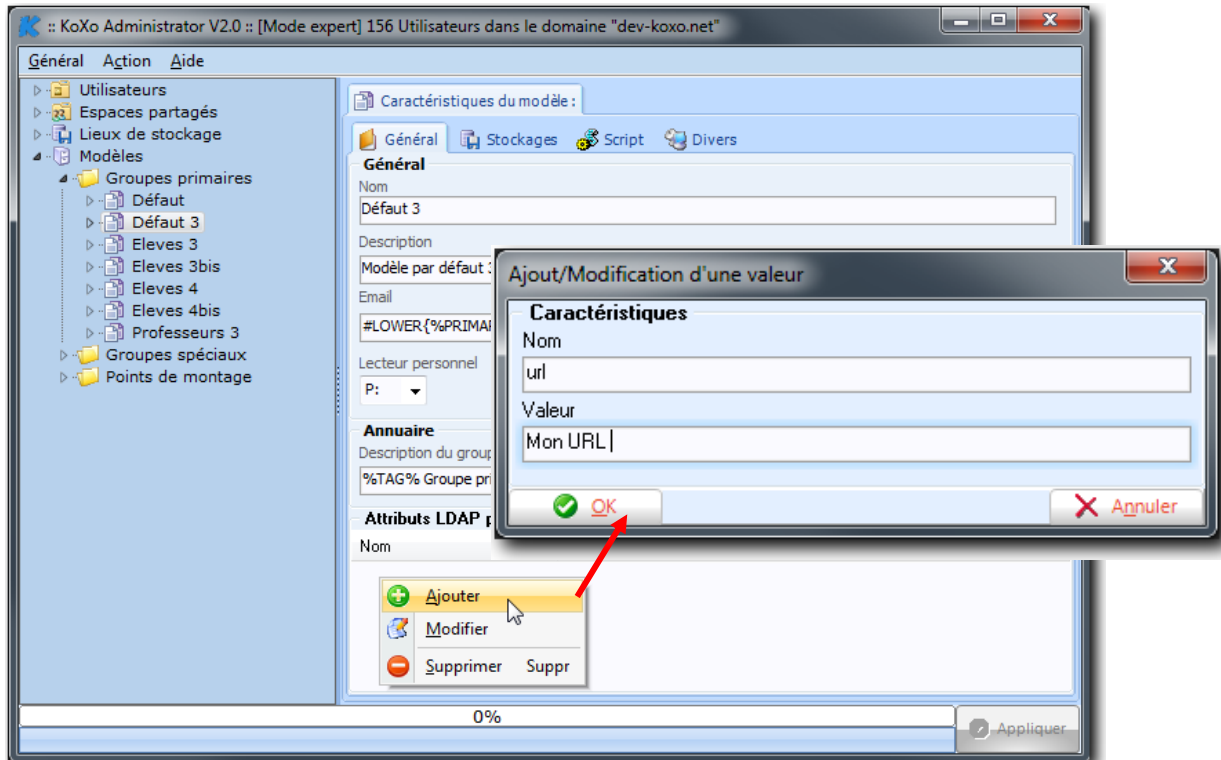 :: KoXo Administrator V2.0 :: [Mode expert] 156 Utilisateurs dans le domaine "dev-koxo.net"
Général Action Aide
Utilisateurs
Espaces partagés
Lieux de stockage
Modèles
Groupes primaires
Défaut
Défaut 3
Eleves 3
Eleves 3bis
Eleves 4
Eleves 4bis
Professeurs 3
Groupes spéciaux
Points de montage
Caractéristiques du modèle :
Général Stockages Script Divers
Général
Nom
Défaut 3
Description
Modèle par défaut 3
Email
#LOWER{%PRIMAR
Lecteur personnel
P:
Annuaire
Description du group
%TAG% Groupe pri
Attributs LDAP p
Nom
Ajouter
Modifier
Supprimer Suppr
Ajout/Modification d'une valeur
Caractéristiques
Nom
url
Valeur
Mon URL
OK Annuler
0%
Appliquer